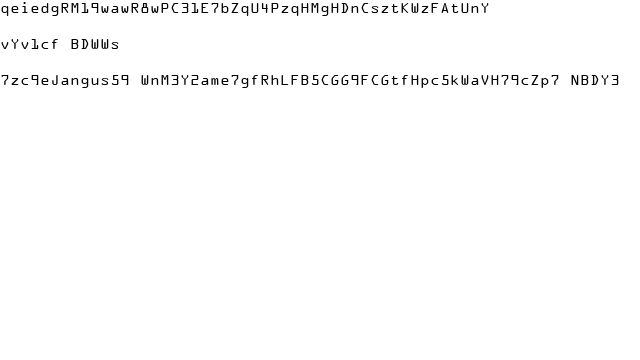 qeiedgRM19wawR8wPC31E7bZqU4PzqHMgHDnCsztKWzFAtUnY
vYv1cf BDWWs
7zc9eJangus59 WnM3Y2ame7gfRhLFB5CGG9FCGtfHpc5kWaVH79cZp7 NBDY3